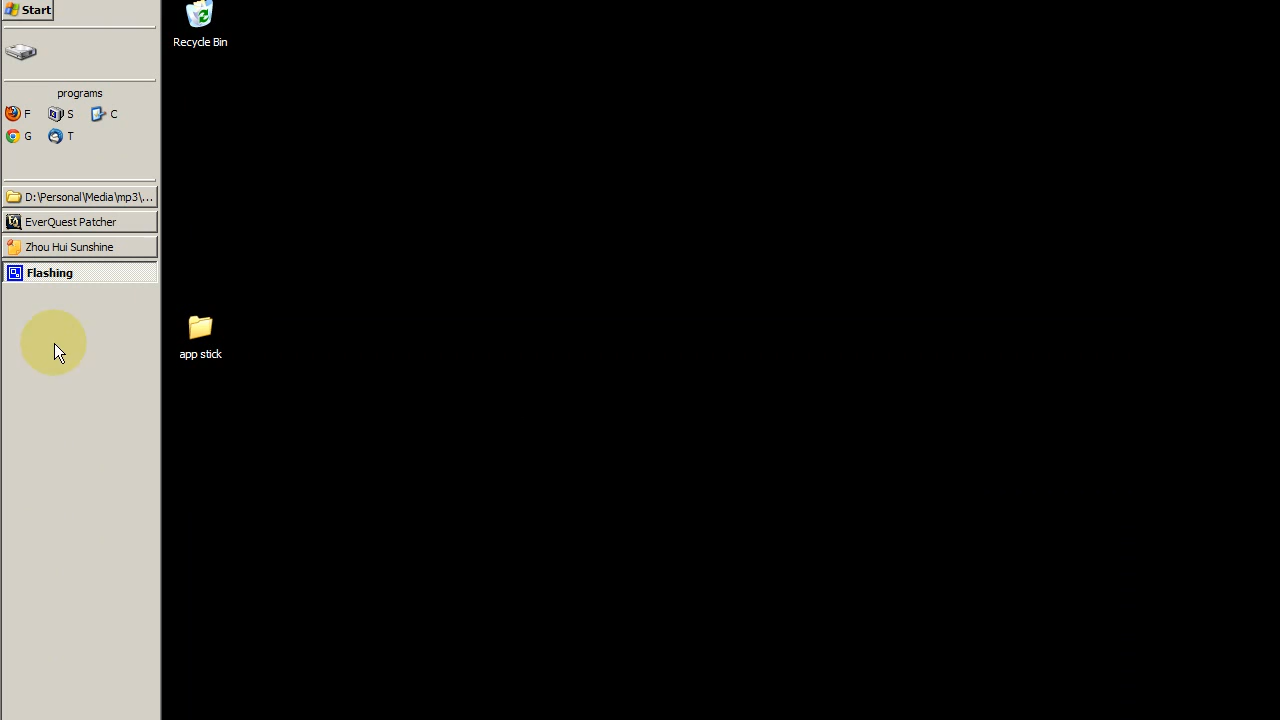 Start
Recycle Bin
programs
F S C
G T
D:\Personal\Media\mp3\...
EverQuest Patcher
Zhou Hui Sunshine
Flashing
app stick